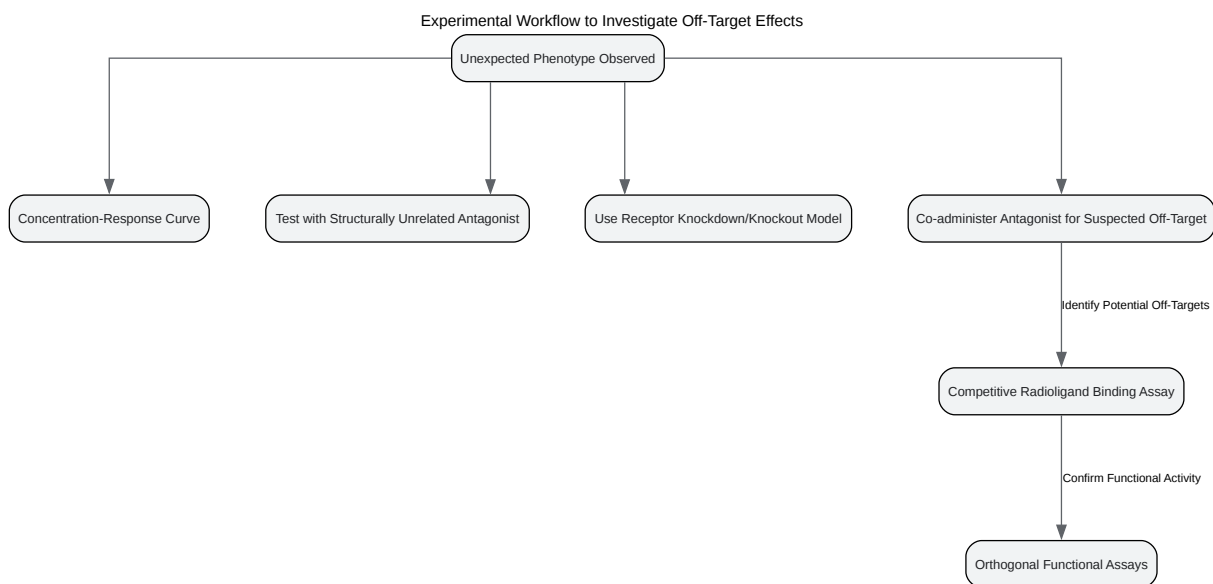 Experimental Workflow to Investigate Off-Target Effects
Unexpected Phenotype Observed
Concentration-Response Curve
Test with Structurally Unrelated Antagonist
Use Receptor Knockdown/Knockout Model
Co-administer Antagonist for Suspected Off-Target
Identify Potential Off-Targets
Competitive Radioligand Binding Assay
Confirm Functional Activity
Orthogonal Functional Assays